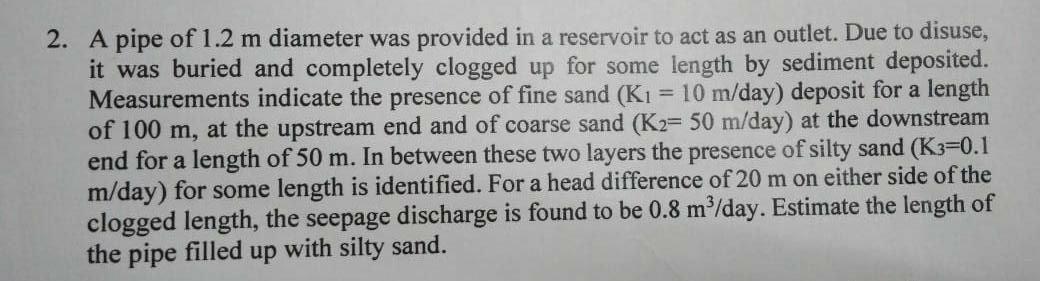 2. A pipe of 1.2 m diameter was provided in a reservoir to act as an outlet. Due to disuse,
it was buried and completely clogged up for some length by sediment deposited.
Measurements indicate the presence of fine sand (K₁ = 10 m/day) deposit for a length
of 100 m, at the upstream end and of coarse sand (K₂= 50 m/day) at the downstream
end for a length of 50 m. In between these two layers the presence of silty sand (K₃=0.1
m/day) for some length is identified. For a head difference of 20 m on either side of the
clogged length, the seepage discharge is found to be 0.8 m³/day. Estimate the length of
the pipe filled up with silty sand.